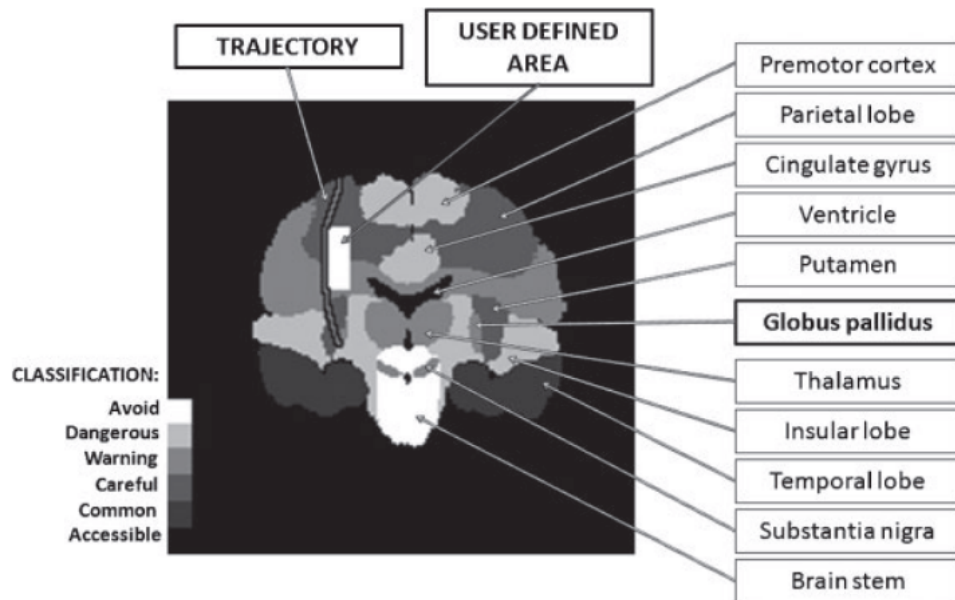 TRAJECTORY
USER DEFINED
AREA
Premotor cortex
Parietal lobe
Cingulate gyrus
Ventricle
Putamen
Globus pallidus
Thalamus
Insular lobe
Temporal lobe
Substantia nigra
Brain stem
CLASSIFICATION:
Avoid
Dangerous
Warning
Careful
Common
Accessible